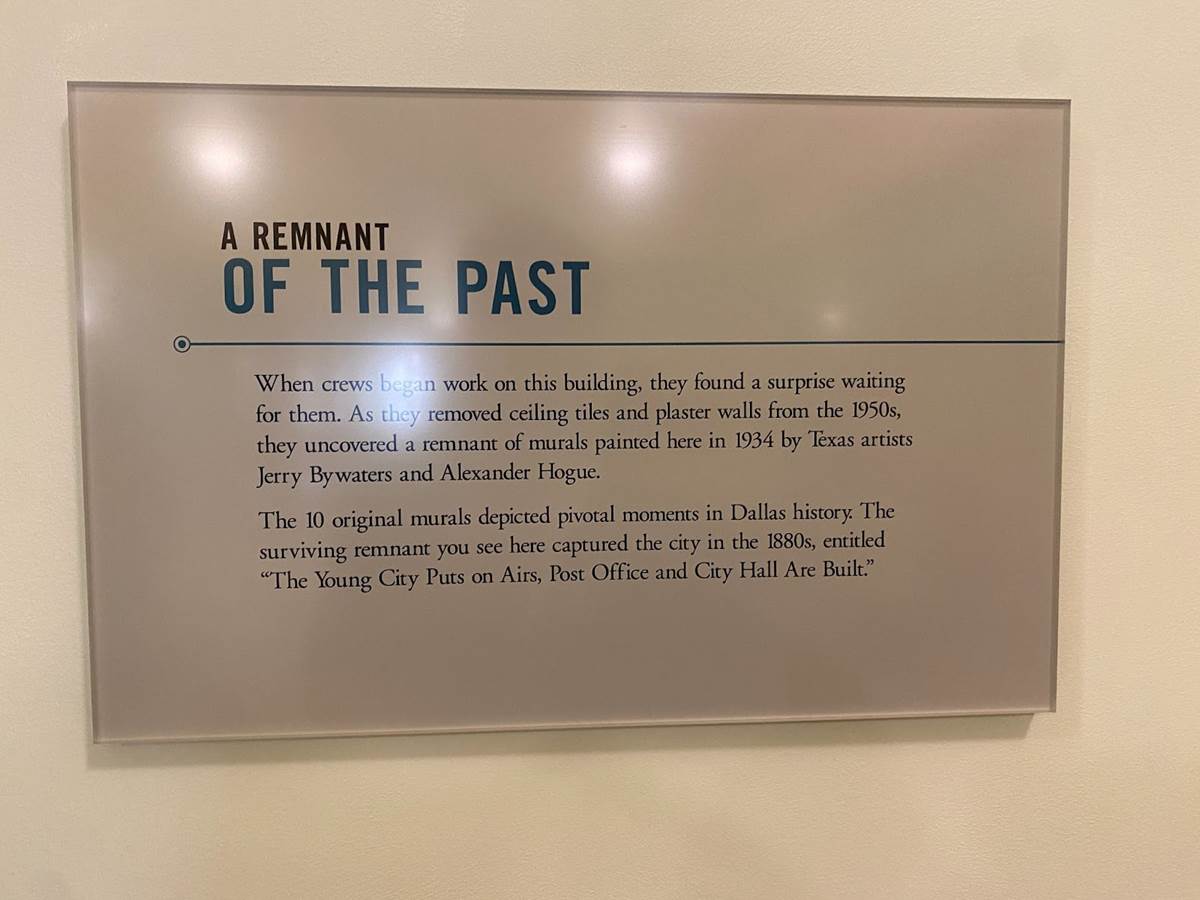 A REMNANT
OF THE PAST
When crews began work on this building, they found a surprise waiting
for them. As they removed ceiling tiles and plaster walls from the 1950s,
they uncovered a remnant of murals painted here in 1934 by Texas artists
Jerry Bywaters and Alexander Hogue.
The 10 original murals depicted pivotal moments in Dallas history. The
surviving remnant you see here captured the city in the 1880s, entitled
“The Young City Puts on Airs, Post Office and City Hall Are Built.”